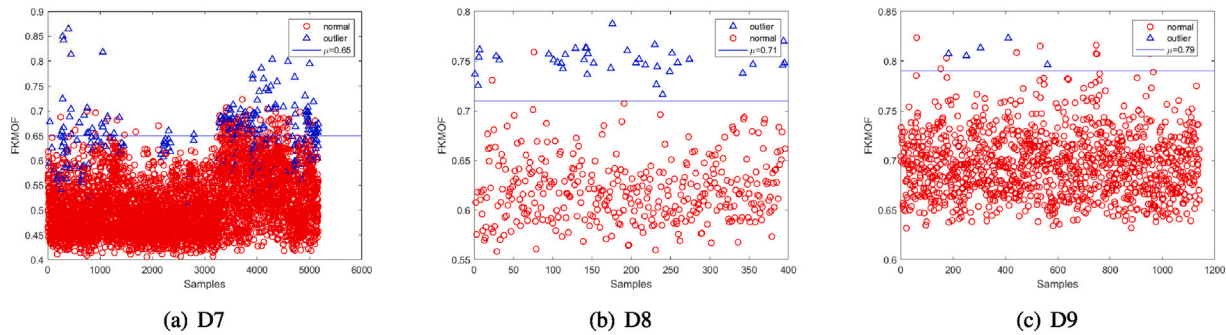 0.9
0.85
0.8
0.75
0.7
0.65
0.6
0.55
0.5
0.45
0.4
FKMOF
0 1000 2000 3000 4000 5000 6000
Samples
normal
outlier
μ=0.65
(a) D7
0.8
0.75
0.7
0.65
0.6
0.55
FKMOF
0 50 100 150 200 250 300 350 400
Samples
outlier
normal
μ=0.71
(b) D8
0.85
0.8
0.75
0.7
0.65
0.6
FKMOF
0 200 400 600 800 1000 1200
Samples
normal
outlier
μ=0.79
(c) D9